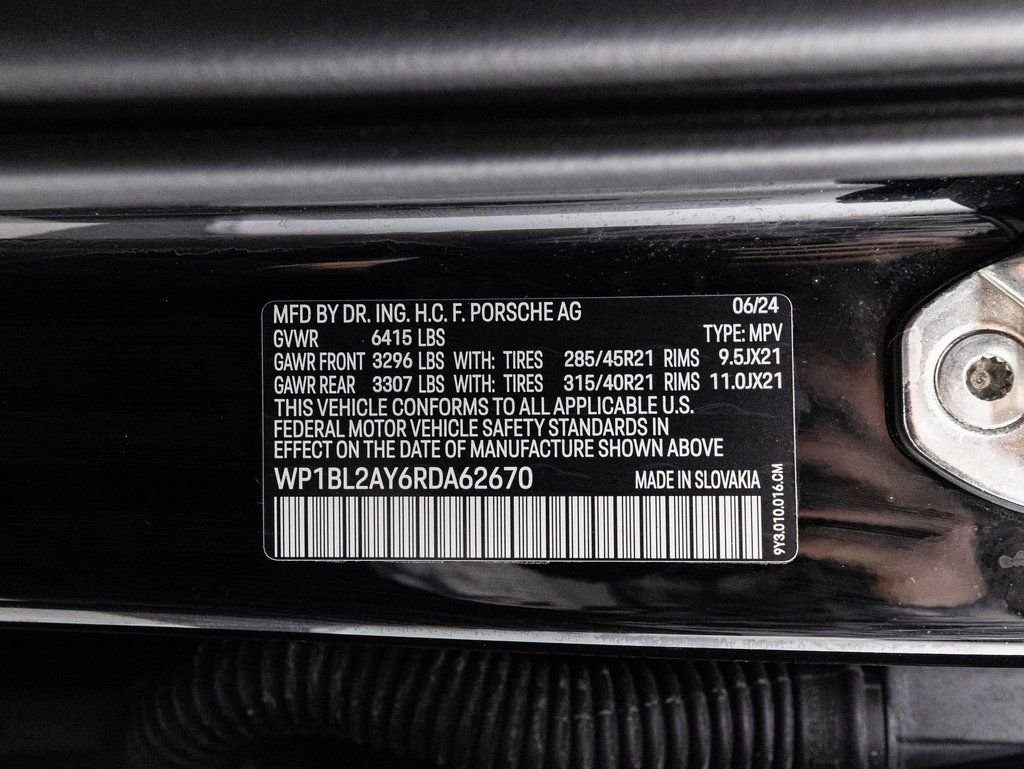 MFD BY DR. ING. H.C. F. PORSCHE AG 06/24
GVWR 6415 LBS TYPE: MPV
GAWR FRONT 3296 LBS WITH: TIRES 285/45R21 RIMS 9.5JX21
GAWR REAR 3307 LBS WITH: TIRES 315/40R21 RIMS 11.0JX21
THIS VEHICLE CONFORMS TO ALL APPLICABLE U.S.
FEDERAL MOTOR VEHICLE SAFETY STANDARDS IN
EFFECT ON THE DATE OF MANUFACTURE SHOWN ABOVE
WP1BL2AY6RDA62670 MADE IN SLOVAKIA
9Y3.010.016.CM